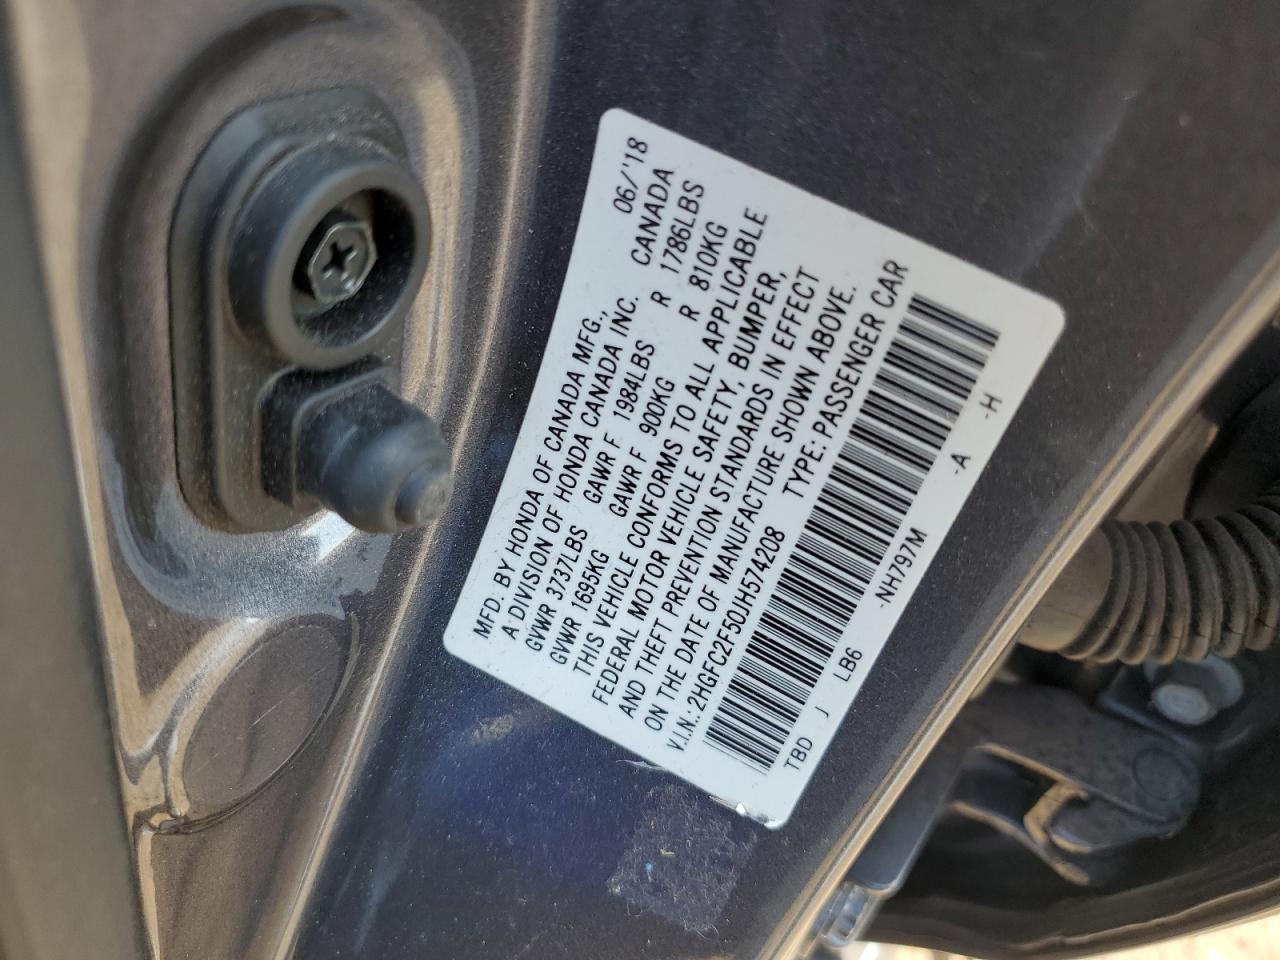 MFD. BY HONDA OF CANADA MFG., 06/'18
A DIVISION OF HONDA CANADA INC. CANADA
GVWR 3737LBS GAWR F 1984LBS R 1786LBS
GVWR 1695KG GAWR F 900KG R 810KG
THIS VEHICLE CONFORMS TO ALL APPLICABLE
FEDERAL MOTOR VEHICLE SAFETY, BUMPER,
AND THEFT PREVENTION STANDARDS IN EFFECT
ON THE DATE OF MANUFACTURE SHOWN ABOVE.
V.I.N.: 2HGFC2F50JH574208 TYPE: PASSENGER CAR
TBD J LB6 -NH797M -A -H